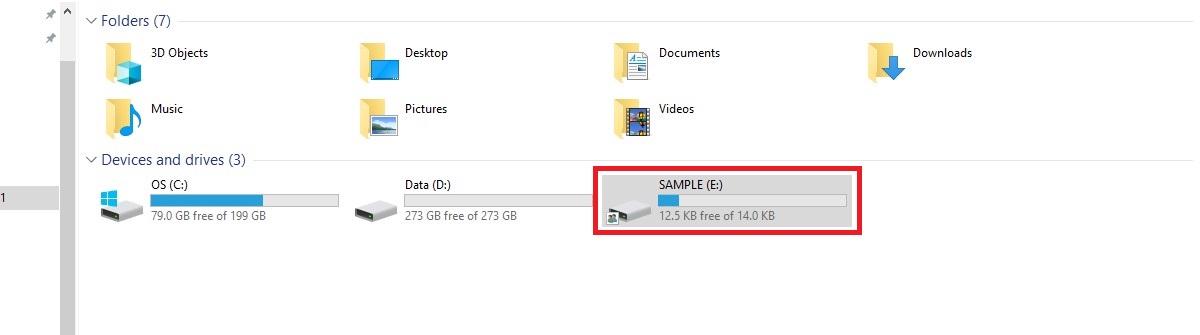 Folders (7)
3D Objects
Desktop
Documents
Downloads
Music
Pictures
Videos
Devices and drives (3)
1
OS (C:)
Data (D:)
SAMPLE (E:)
79.0 GB free of 199 GB
273 GB free of 273 GB
12.5 KB free of 14.0 KB